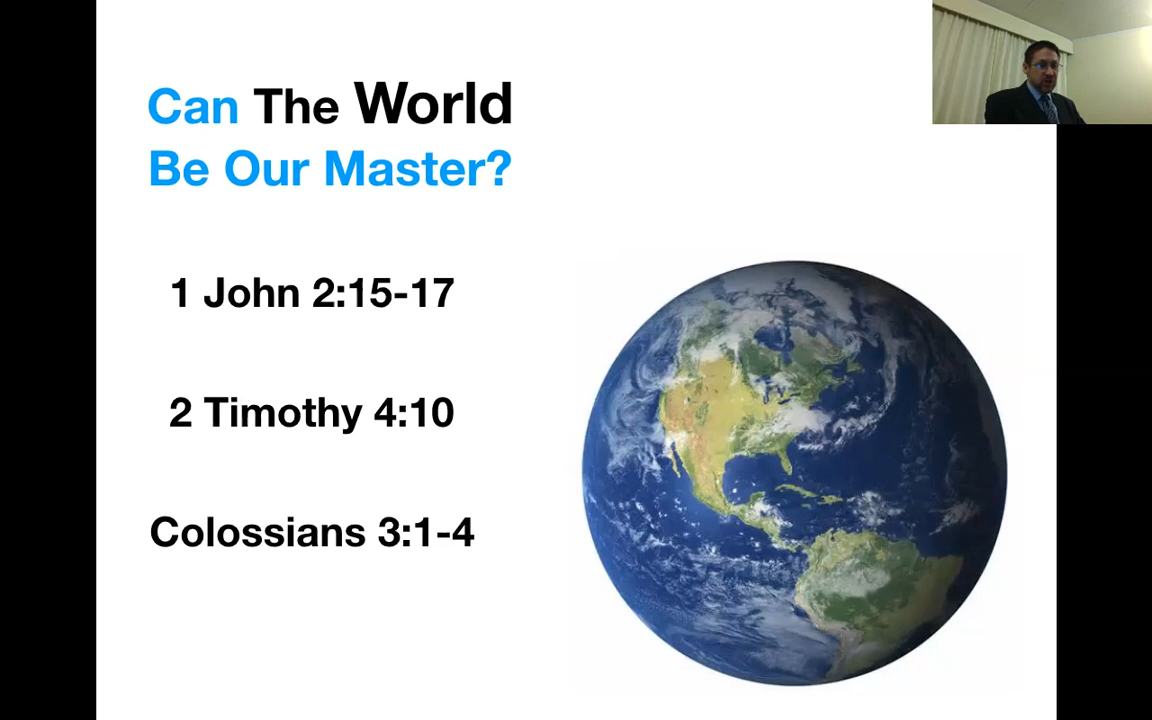 Can The World
Be Our Master?
1 John 2:15-17
2 Timothy 4:10
Colossians 3:1-4